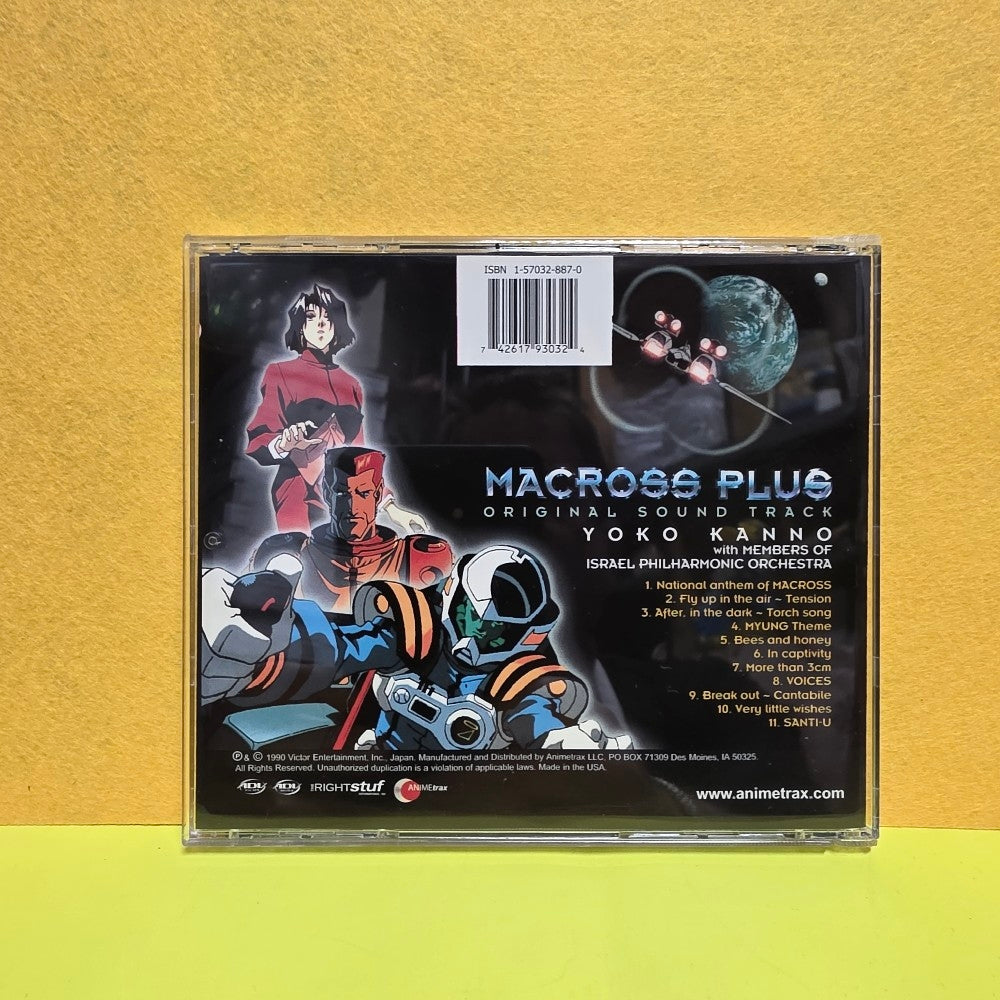 ISBN 1-57032-887-0
7 42617 93032 4
MACROSS PLUS
ORIGINAL SOUND TRACK
YOKO KANNO
with MEMBERS OF
ISRAEL PHILHARMONIC ORCHESTRA
1. National anthem of MACROSS
2. Fly up in the air ~ Tension
3. After, in the dark ~ Torch song
4. MYUNG Theme
5. Bees and honey
6. In captivity
7. More than 3cm
8. VOICES
9. Break out ~ Cantabile
10. Very little wishes
11. SANTI-U
℗ & © 1990 Victor Entertainment, Inc., Japan. Manufactured and Distributed by Animetrax LLC, PO BOX 71309 Des Moines, IA 50325.
All Rights Reserved. Unauthorized duplication is a violation of applicable laws. Made in the USA.
ADV ADV THE RIGHT stuf ANIMEtrax
www.animetrax.com